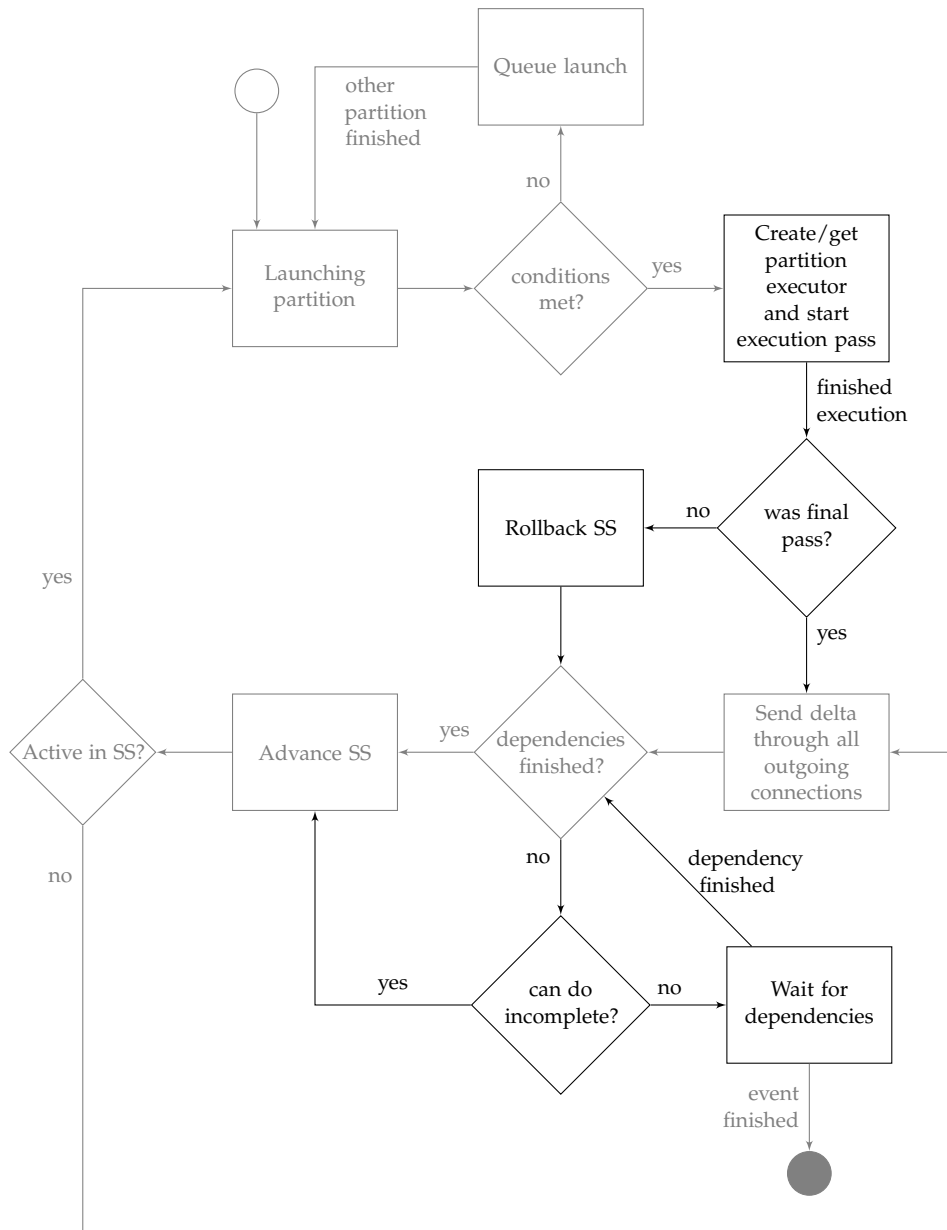 Queue launch
other
partition
finished
no
Launching
partition
conditions
met?
yes
Create/get
partition
executor
and start
execution pass
finished
execution
Rollback SS
no
was final
pass?
yes
yes
Active in SS?
Advance SS
yes
dependencies
finished?
Send delta
through all
outgoing
connections
no
no
dependency
finished
yes
can do
incomplete?
no
Wait for
dependencies
event
finished